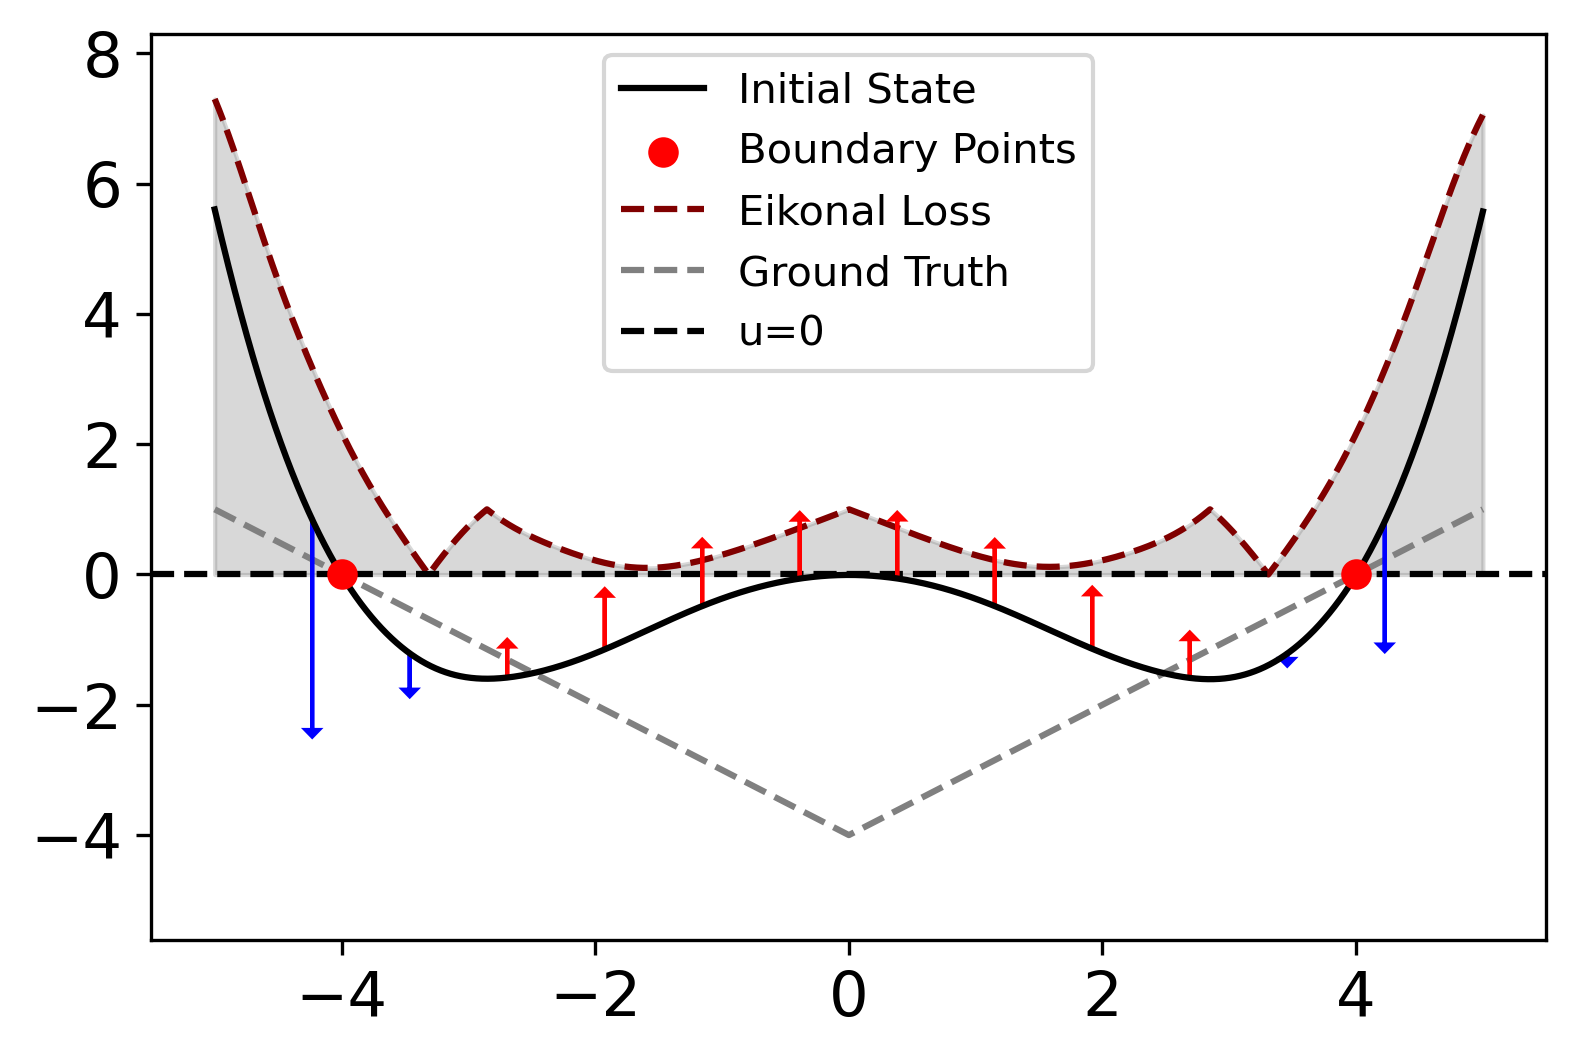 8
6
4
2
0
−2
−4
Initial State
Boundary Points
Eikonal Loss
Ground Truth
u=0
−4
−2
0
2
4